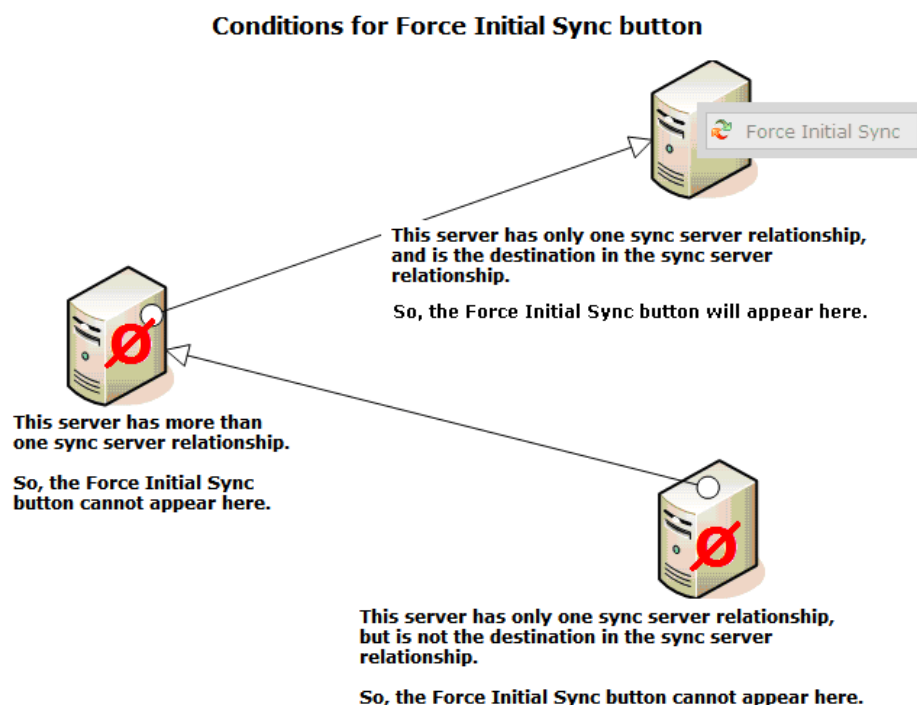 Conditions for Force Initial Sync button
Force Initial Sync
This server has only one sync server relationship,
and is the destination in the sync server
relationship.
So, the Force Initial Sync button will appear here.
This server has more than
one sync server relationship.
So, the Force Initial Sync
button cannot appear here.
This server has only one sync server relationship,
but is not the destination in the sync server
relationship.
So, the Force Initial Sync button cannot appear here.